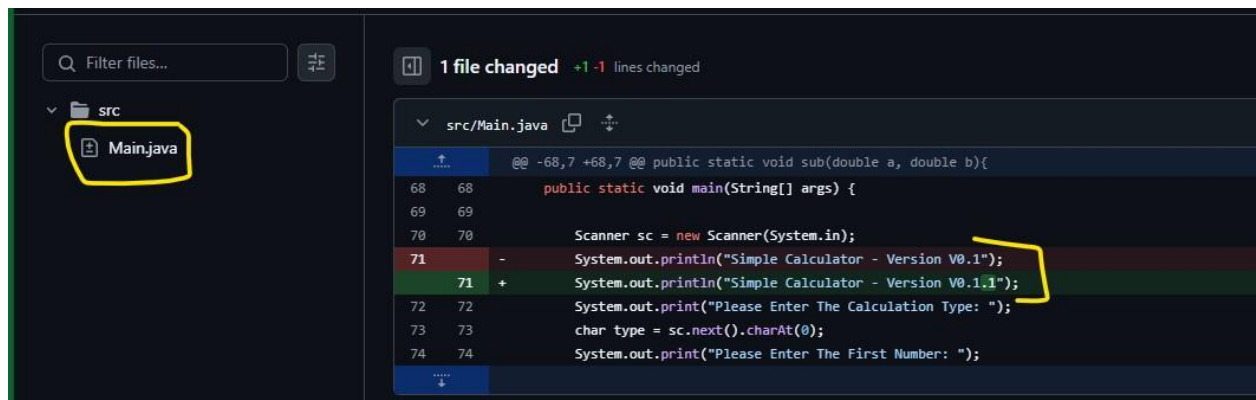 Filter files...
src
Main.java
1 file changed +1 -1 lines changed
src/Main.java
@@ -68,7 +68,7 @@ public static void sub(double a, double b){
68 68 public static void main(String[] args) {
69 69
70 70 Scanner sc = new Scanner(System.in);
71 - System.out.println("Simple Calculator - Version V0.1");
71 + System.out.println("Simple Calculator - Version V0.1.1");
72 72 System.out.print("Please Enter The Calculation Type: ");
73 73 char type = sc.next().charAt(0);
74 74 System.out.print("Please Enter The First Number: ");